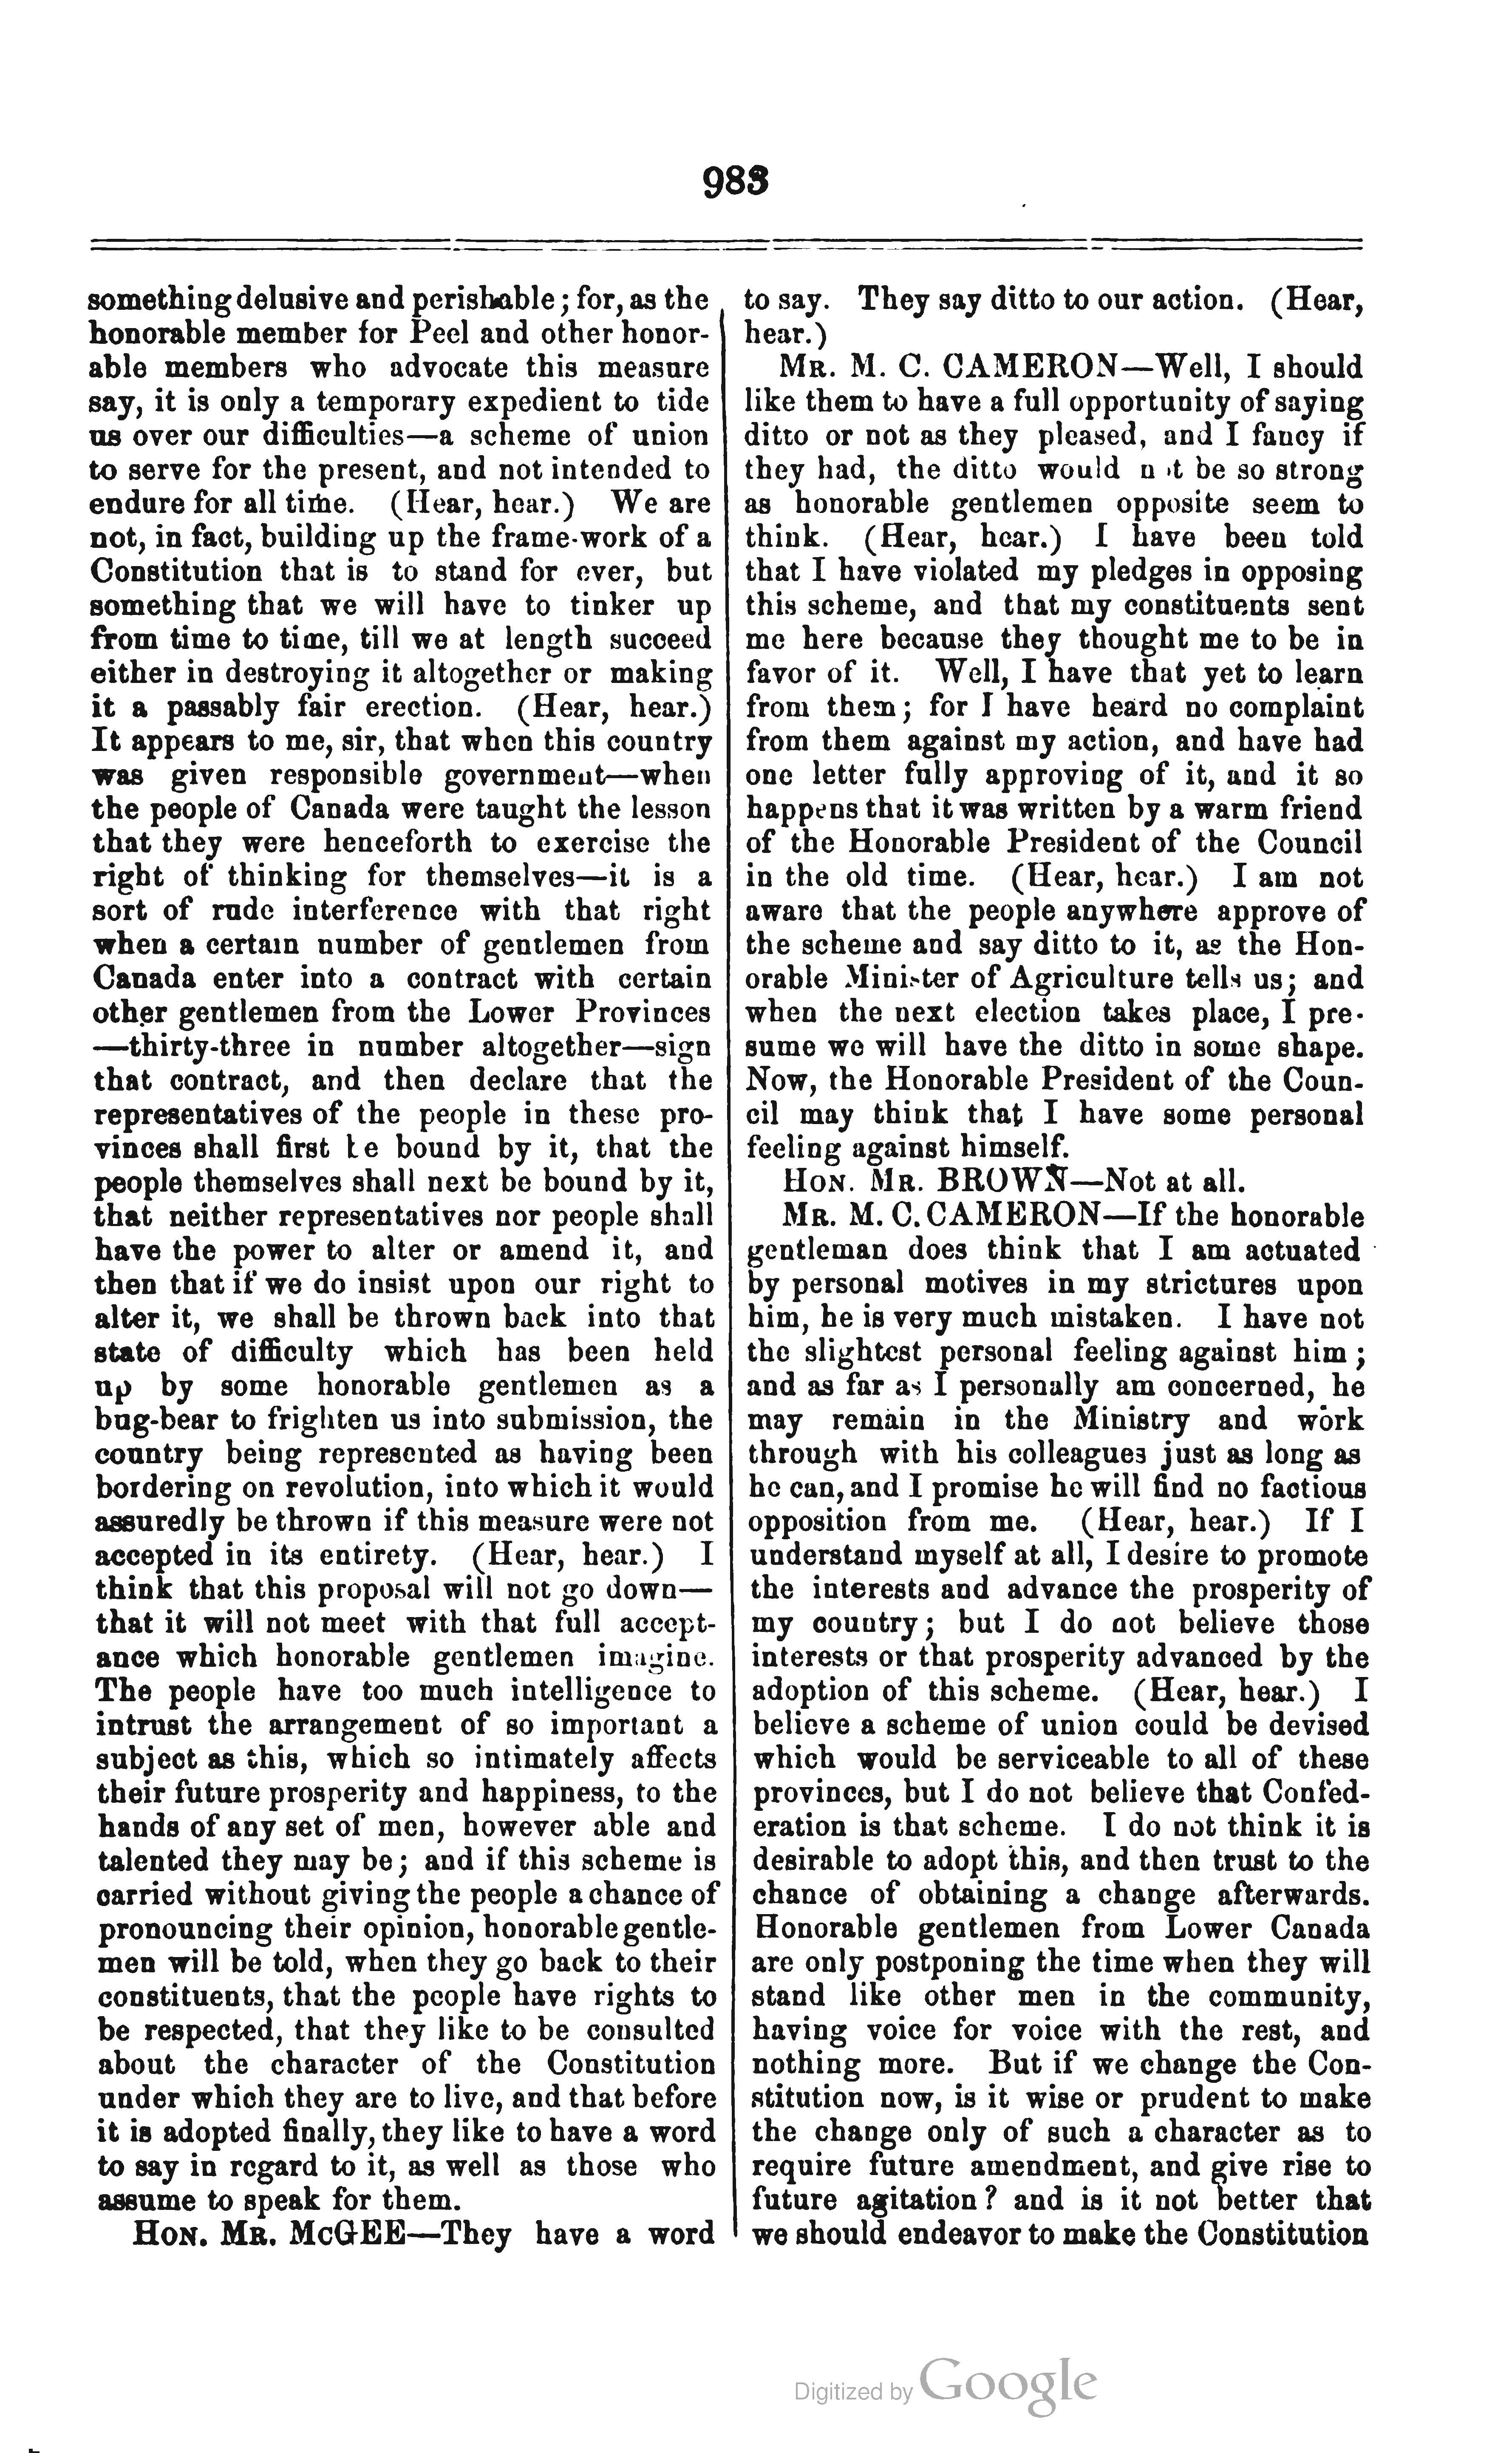 983
something delusive and perishable; for, as the
honorable member for Peel and other honor-
able members who advocate this measure
say, it is only a temporary expedient to tide
us over our difficulties—a scheme of union
to serve for the present, and not intended to
endure for all time. (Hear, hear.) We are
not, in fact, building up the frame-work of a
Constitution that is to stand for ever, but
something that we will have to tinker up
from time to time, till we at length succeed
either in destroying it altogether or making
it a passably fair erection. (Hear, hear.)
It appears to me, sir, that when this country
was given responsible government—when
the people of Canada were taught the lesson
that they were henceforth to exercise the
right of thinking for themselves—it is a
sort of rude interference with that right
when a certain number of gentlemen from
Canada enter into a contract with certain
other gentlemen from the Lower Provinces
—thirty-three in number altogether—sign
that contract, and then declare that the
representatives of the people in these pro-
vinces shall first be bound by it, that the
people themselves shall next be bound by it,
that neither representatives nor people shall
have the power to alter or amend it, and
then that if we do insist upon our right to
alter it, we shall be thrown back into that
state of difficulty which has been held
up by some honorable gentlemen as a
bug-bear to frighten us into submission, the
country being represented as having been
bordering on revolution, into which it would
assuredly be thrown if this measure were not
accepted in its entirety. (Hear, hear.) I
think that this proposal will not go down—
that it will not meet with that full accept-
ance which honorable gentlemen imagine.
The people have too much intelligence to
intrust the arrangement of so important a
subject as this, which so intimately affects
their future prosperity and happiness, to the
hands of any set of men, however able and
talented they may be; and if this scheme is
carried without giving the people a chance of
pronouncing their opinion, honorable gentle-
men will be told, when they go back to their
constituents, that the people have rights to
be respected, that they like to be consulted
about the character of the Constitution
under which they are to live, and that before
it is adopted finally, they like to have a word
to say in regard to it, as well as those who
assume to speak for them.
HON. MR. MCGEE—They have a word
to say. They say ditto to our action. (Hear,
hear.)
MR. M. C. CAMERON—Well, I should
like them to have a full opportunity of saying
ditto or not as they pleased, and I fancy if
they had, the ditto would not be so strong
as honorable gentlemen opposite seem to
think. (Hear, hear.) I have been told
that I have violated my pledges in opposing
this scheme, and that my constituents sent
me here because they thought me to be in
favor of it. Well, I have that yet to learn
from them; for I have heard no complaint
from them against my action, and have had
one letter fully approving of it, and it so
happens that it was written by a warm friend
of the Honorable President of the Council
in the old time. (Hear, hear.) I am not
aware that the people anywhere approve of
the scheme and say ditto to it, as the Hon-
orable Minister of Agriculture tells us; and
when the next election takes place, I pre-
sume we will have the ditto in some shape.
Now, the Honorable President of the Coun-
cil may think that I have some personal
feeling against himself.
HON. MR. BROWN—Not at all.
MR. M. C. CAMERON—If the honorable
gentleman does think that I am actuated
by personal motives in my strictures upon
him, he is very much mistaken. I have not
the slightest personal feeling against him;
and as far as I personally am concerned, he
may remain in the Ministry and work
through with his colleagues just as long as
he can, and I promise he will find no factious
opposition from me. (Hear, hear.) If I
understand myself at all, I desire to promote
the interests and advance the prosperity of
my country; but I do not believe those
interests or that prosperity advanced by the
adoption of this scheme. (Hear, hear.) I
believe a scheme of union could be devised
which would be serviceable to all of these
provinces, but I do not believe that Confed-
eration is that scheme. I do not think it is
desirable to adopt this, and then trust to the
chance of obtaining a change afterwards.
Honorable gentlemen from Lower Canada
are only postponing the time when they will
stand like other men in the community,
having voice for voice with the rest, and
nothing more. But if we change the Con-
stitution now, is it wise or prudent to make
the change only of such a character as to
require future amendment, and give rise to
future agitation? and is it not better that
we should endeavor to make the Constitution
Digitized by Google